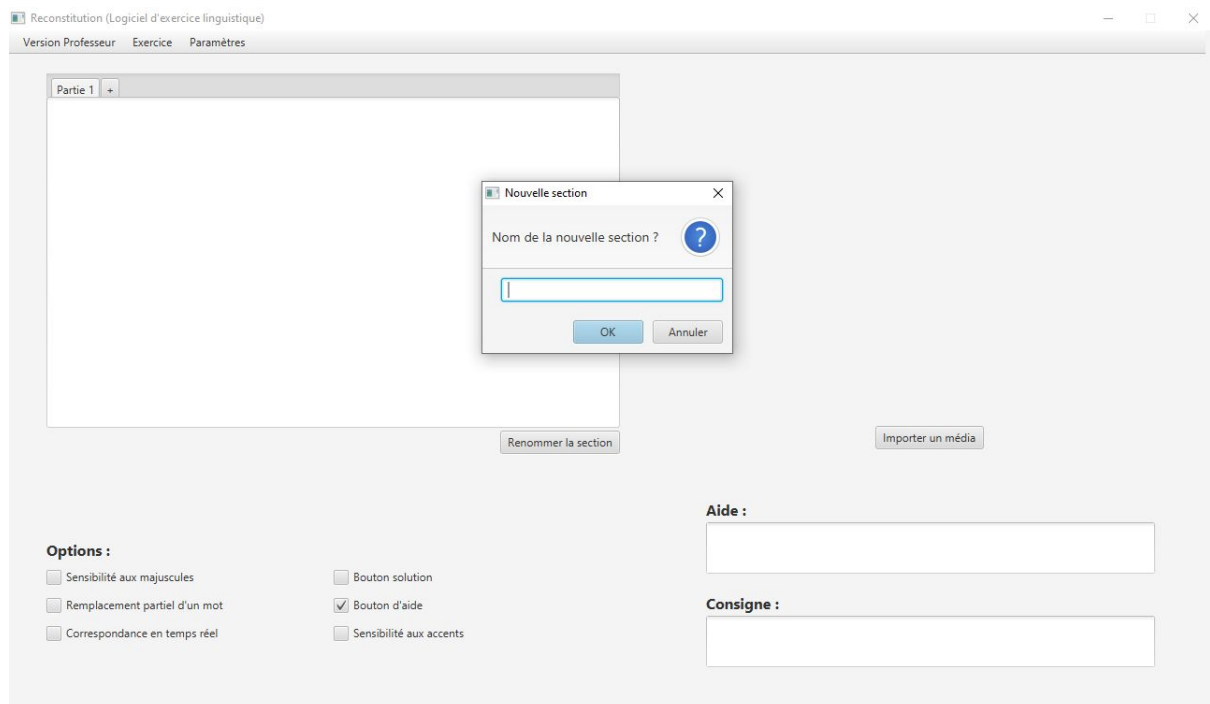 Reconstitution (Logiciel d'exercice linguistique)
Version Professeur Exercice Paramètres
Partie 1 +
Nouvelle section
Nom de la nouvelle section ?
?
OK Annuler
Renommer la section
Importer un média
Aide :
Options :
Sensibilité aux majuscules Bouton solution
Remplacement partiel d'un mot Bouton d'aide
Consigne :
Correspondance en temps réel Sensibilité aux accents